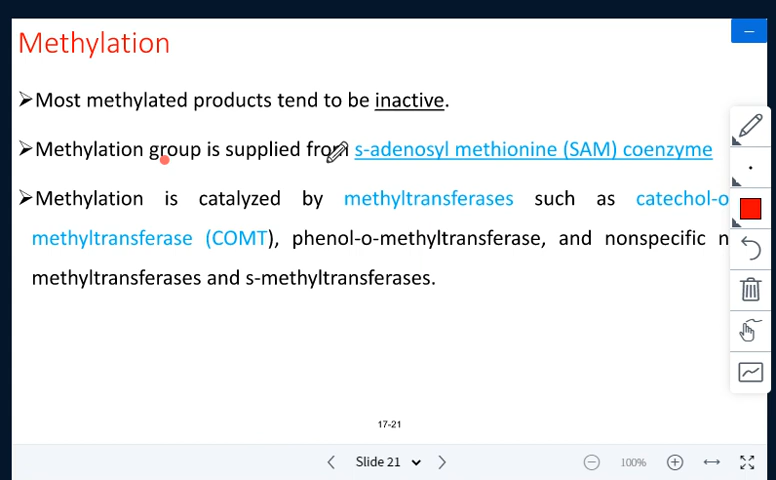 Methylation
➢Most methylated products tend to be inactive.
➢Methylation group is supplied from s-adenosyl methionine (SAM) coenzyme
➢Methylation is catalyzed by methyltransferases such as catechol-o
methyltransferase (COMT), phenol-o-methyltransferase, and nonspecific n
methyltransferases and s-methyltransferases.
17-21
Slide 21
100%